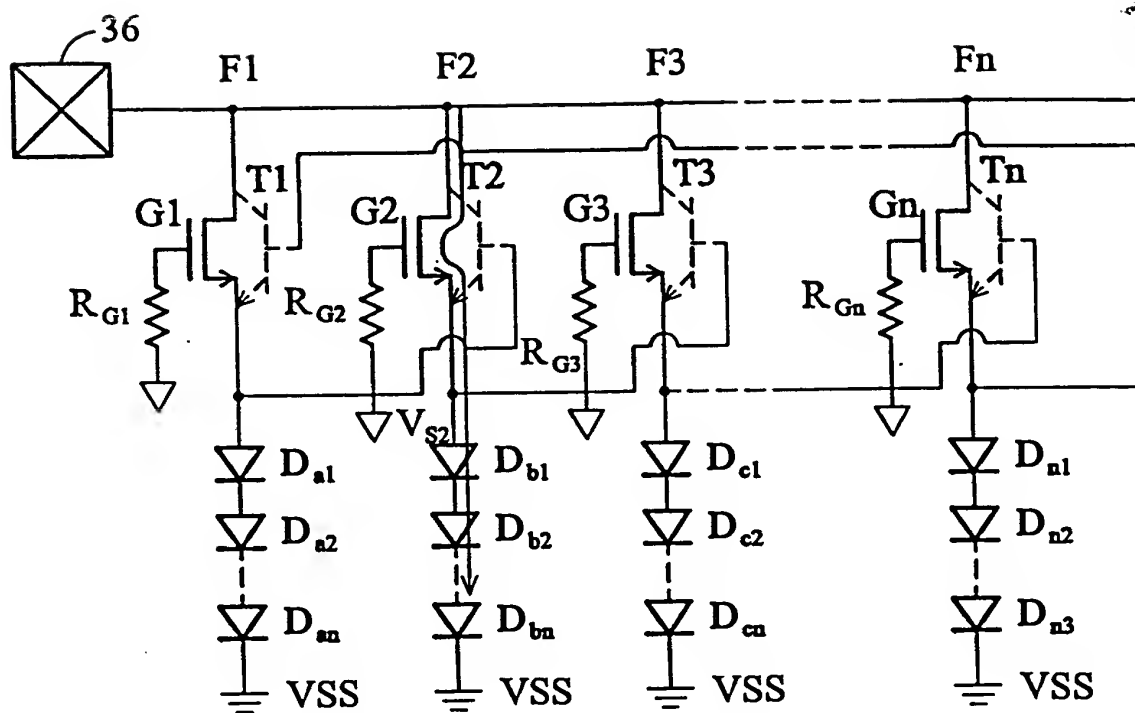 36
F1 F2 F3 Fn
T1 T2 T3 Tn
G1 G2 G3 Gn
RG1 RG2 RG3 RGn
VS2
Da1 Db1 Dc1 Dn1
Da2 Db2 Dc2 Dn2
Dan Dbn Dcn Dn3
VSS VSS VSS VSS